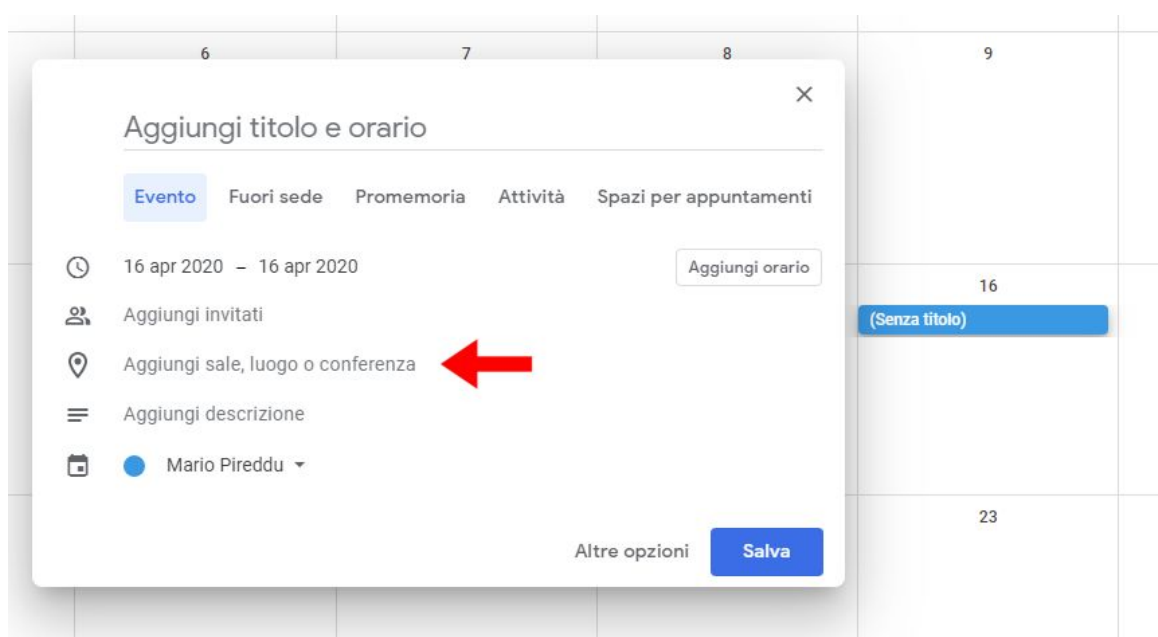 6 7 8 9
Aggiungi titolo e orario
Evento Fuori sede Promemoria Attività Spazi per appuntamenti
16 apr 2020 – 16 apr 2020 Aggiungi orario
16
Aggiungi invitati
(Senza titolo)
Aggiungi sale, luogo o conferenza
Aggiungi descrizione
Mario Pireddu
23
Altre opzioni Salva